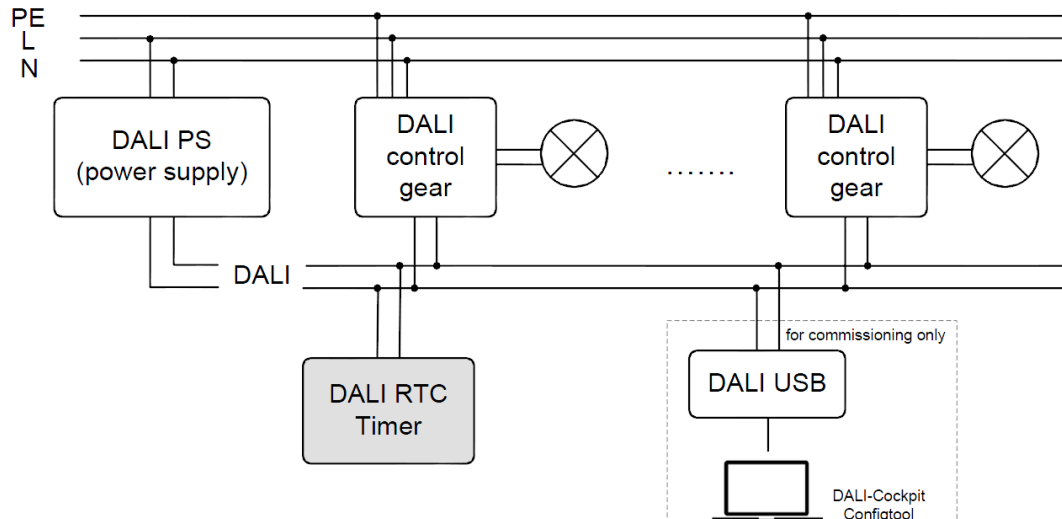 PE
L
N
DALI PS
(power supply)
DALI
control
gear
.......
DALI
control
gear
DALI
for commissioning only
DALI RTC
Timer
DALI USB
DALI-Cockpit
Configtool